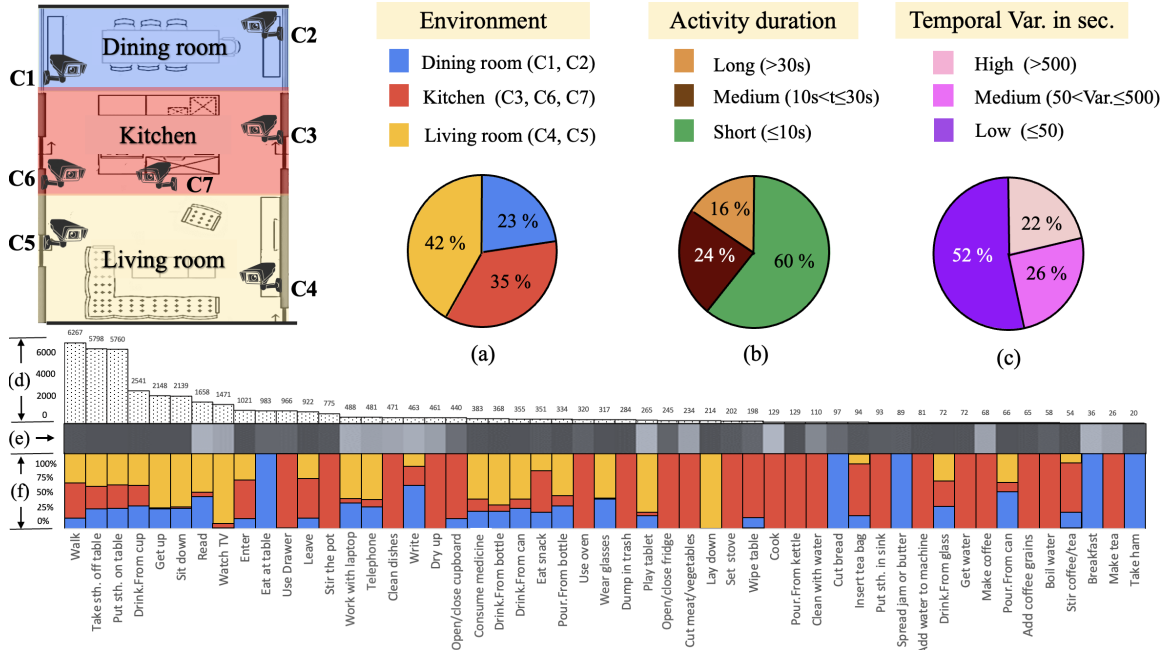 Dining room
C1
C2
Kitchen
C3
C6
C7
C5
Living room
C4
Environment
Dining room (C1, C2)
Kitchen (C3, C6, C7)
Living room (C4, C5)
23 %
42 %
35 %
(a)
Activity duration
Long (>30s)
Medium (10s<t≤30s)
Short (≤10s)
16 %
24 %
60 %
(b)
Temporal Var. in sec.
High (>500)
Medium (50<Var.≤500)
Low (≤50)
22 %
52 %
26 %
(c)
(d)
6000
4000
2000
0
6267 5798 5760 2541 2148 2139 1658 1471 1021 983 966 922 775 488 481 471 463 461 440 383 368 355 351 334 320 317 284 265 245 234 214 202 198 129 129 110 97 94 93 89 81 72 72 68 66 65 58 54 36 26 20
(e)
(f)
100%
75%
50%
25%
0%
Walk
Take sth. off table
Put sth. on table
Drink.From cup
Get up
Sit down
Read
Watch TV
Enter
Eat at table
Use Drawer
Leave
Stir the pot
Work with laptop
Telephone
Clean dishes
Write
Dry up
Open/close cupboard
Consume medicine
Drink.From bottle
Drink.From can
Eat snack
Pour.From bottle
Use oven
Wear glasses
Dump in trash
Play tablet
Open/close fridge
Cut meat/vegetables
Lay down
Set stove
Wipe table
Cook
Pour.From kettle
Clean with water
Cut bread
Insert tea bag
Put sth. in sink
Spread jam or butter
Add water to machine
Drink.From glass
Get water
Make coffee
Pour.From can
Add coffee grains
Boil water
Stir coffee/tea
Breakfast
Make tea
Take ham